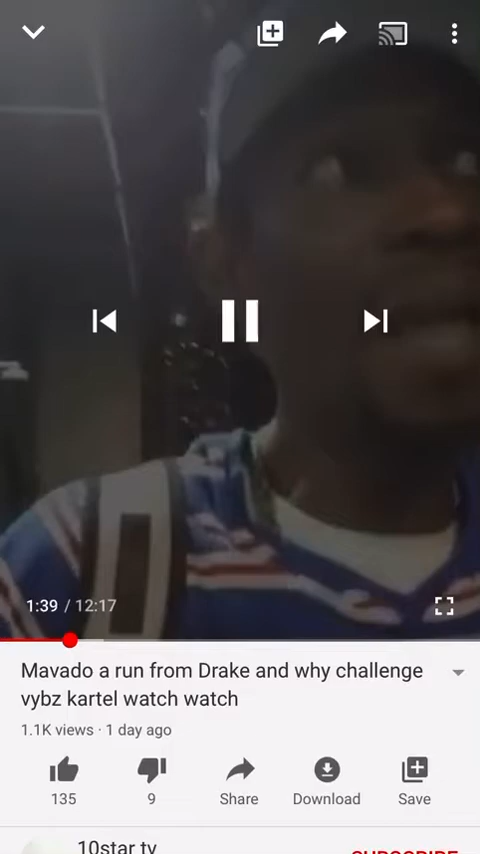 1:39 / 12:17
Mavado a run from Drake and why challenge
vybz kartel watch watch
1.1K views · 1 day ago
135
9
Share
Download
Save
10star tv
SUBSCRIBE